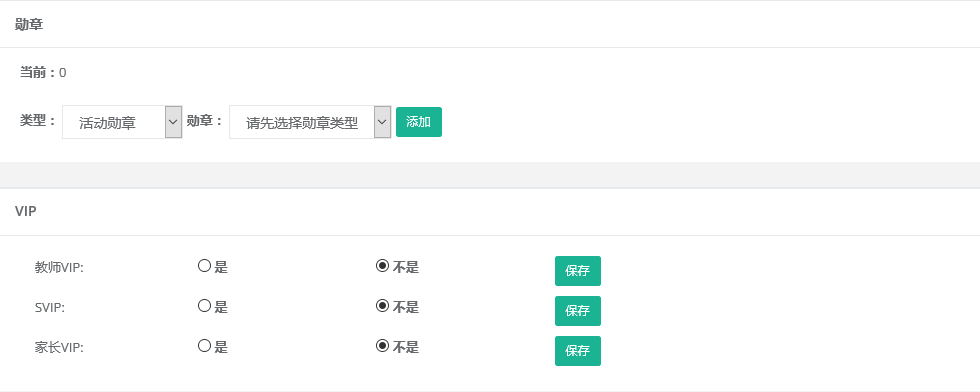 勋章
当前：0
类型： 活动勋章 勋章： 请先选择勋章类型 添加
VIP
教师VIP: 是 不是 保存
SVIP: 是 不是 保存
家长VIP: 是 不是 保存